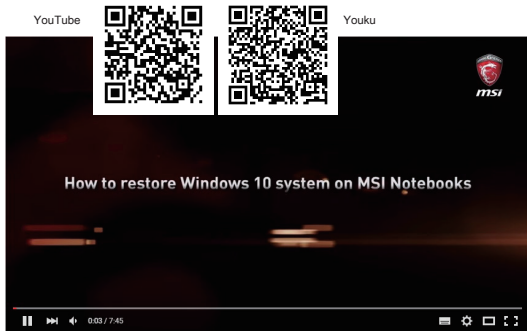 YouTube
Youku
msi
How to restore Windows 10 system on MSI Notebooks
0:03 / 7:45